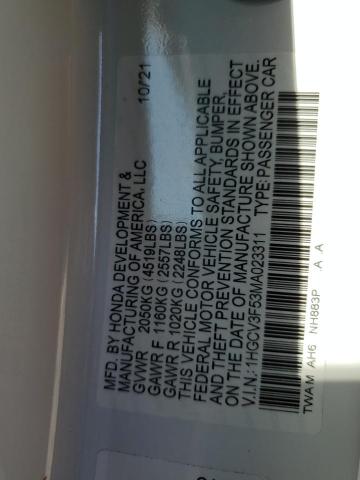 MFD. BY HONDA DEVELOPMENT &
MANUFACTURING OF AMERICA, LLC 10/21
GVWR 2050KG (4519LBS)
GAWR F 1160KG (2557LBS)
GAWR R 1020KG (2248LBS)
THIS VEHICLE CONFORMS TO ALL APPLICABLE
FEDERAL MOTOR VEHICLE SAFETY, BUMPER,
AND THEFT PREVENTION STANDARDS IN EFFECT
ON THE DATE OF MANUFACTURE SHOWN ABOVE.
V.I.N.: 1HGCV3F53MA023311 TYPE: PASSENGER CAR
TWAM AH6 NH883P A A